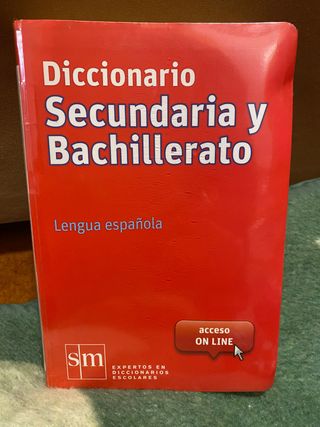 Diccionario
Secundaria y
Bachillerato
Lengua española
acceso
ON LINE
sm
EXPERTOS EN
DICCIONARIOS
ESCOLARES